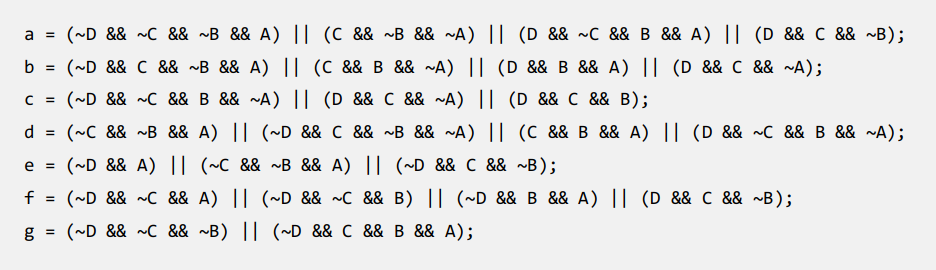 a = (~D && ~C && ~B && A) || (C && ~B && ~A) || (D && ~C && B && A) || (D && C && ~B);
b = (~D && C && ~B && A) || (C && B && ~A) || (D && B && A) || (D && C && ~A);
c = (~D && ~C && B && ~A) || (D && C && ~A) || (D && C && B);
d = (~C && ~B && A) || (~D && C && ~B && ~A) || (C && B && A) || (D && ~C && B && ~A);
e = (~D && A) || (~C && ~B && A) || (~D && C && ~B);
f = (~D && ~C && A) || (~D && ~C && B) || (~D && B && A) || (D && C && ~B);
g = (~D && ~C && ~B) || (~D && C && B && A);